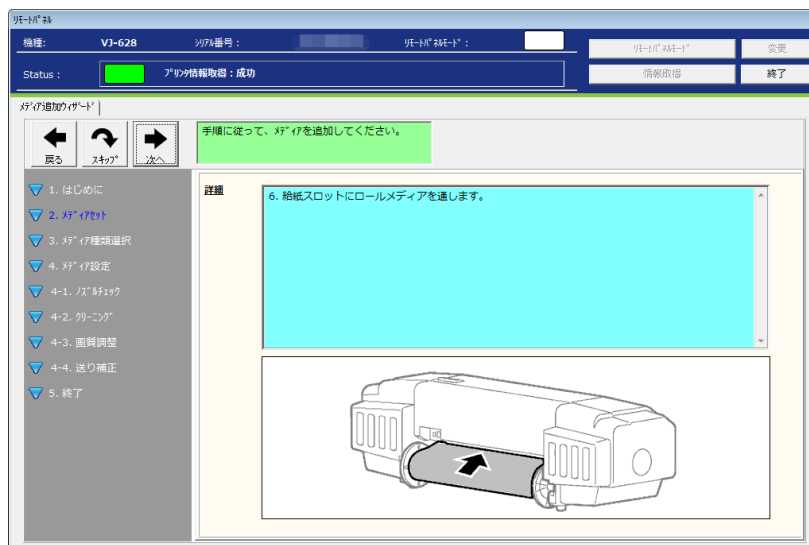 ﾘﾓｰﾄﾊﾟﾈﾙ
機種： VJ-628 ｼﾘｱﾙ番号： ﾘﾓｰﾄﾊﾟﾈﾙﾓｰﾄﾞ： ﾘﾓｰﾄﾊﾟﾈﾙﾓｰﾄﾞ 変更
Status： ﾌﾟﾘﾝﾀ情報取得：成功 情報取得 終了
ﾒﾃﾞｨｱ追加ｳｨｻﾞｰﾄﾞ
戻る ｽｷｯﾌﾟ 次へ
手順に従って、ﾒﾃﾞｨｱを追加してください。
1. はじめに
2. ﾒﾃﾞｨｱｾｯﾄ
3. ﾒﾃﾞｨｱ種類選択
4. ﾒﾃﾞｨｱ設定
4-1. ﾉｽﾞﾙﾁｪｯｸ
4-2. ｸﾘｰﾆﾝｸﾞ
4-3. 画質調整
4-4. 送り補正
5. 終了
詳細
6. 給紙スロットにロールメディアを通します。